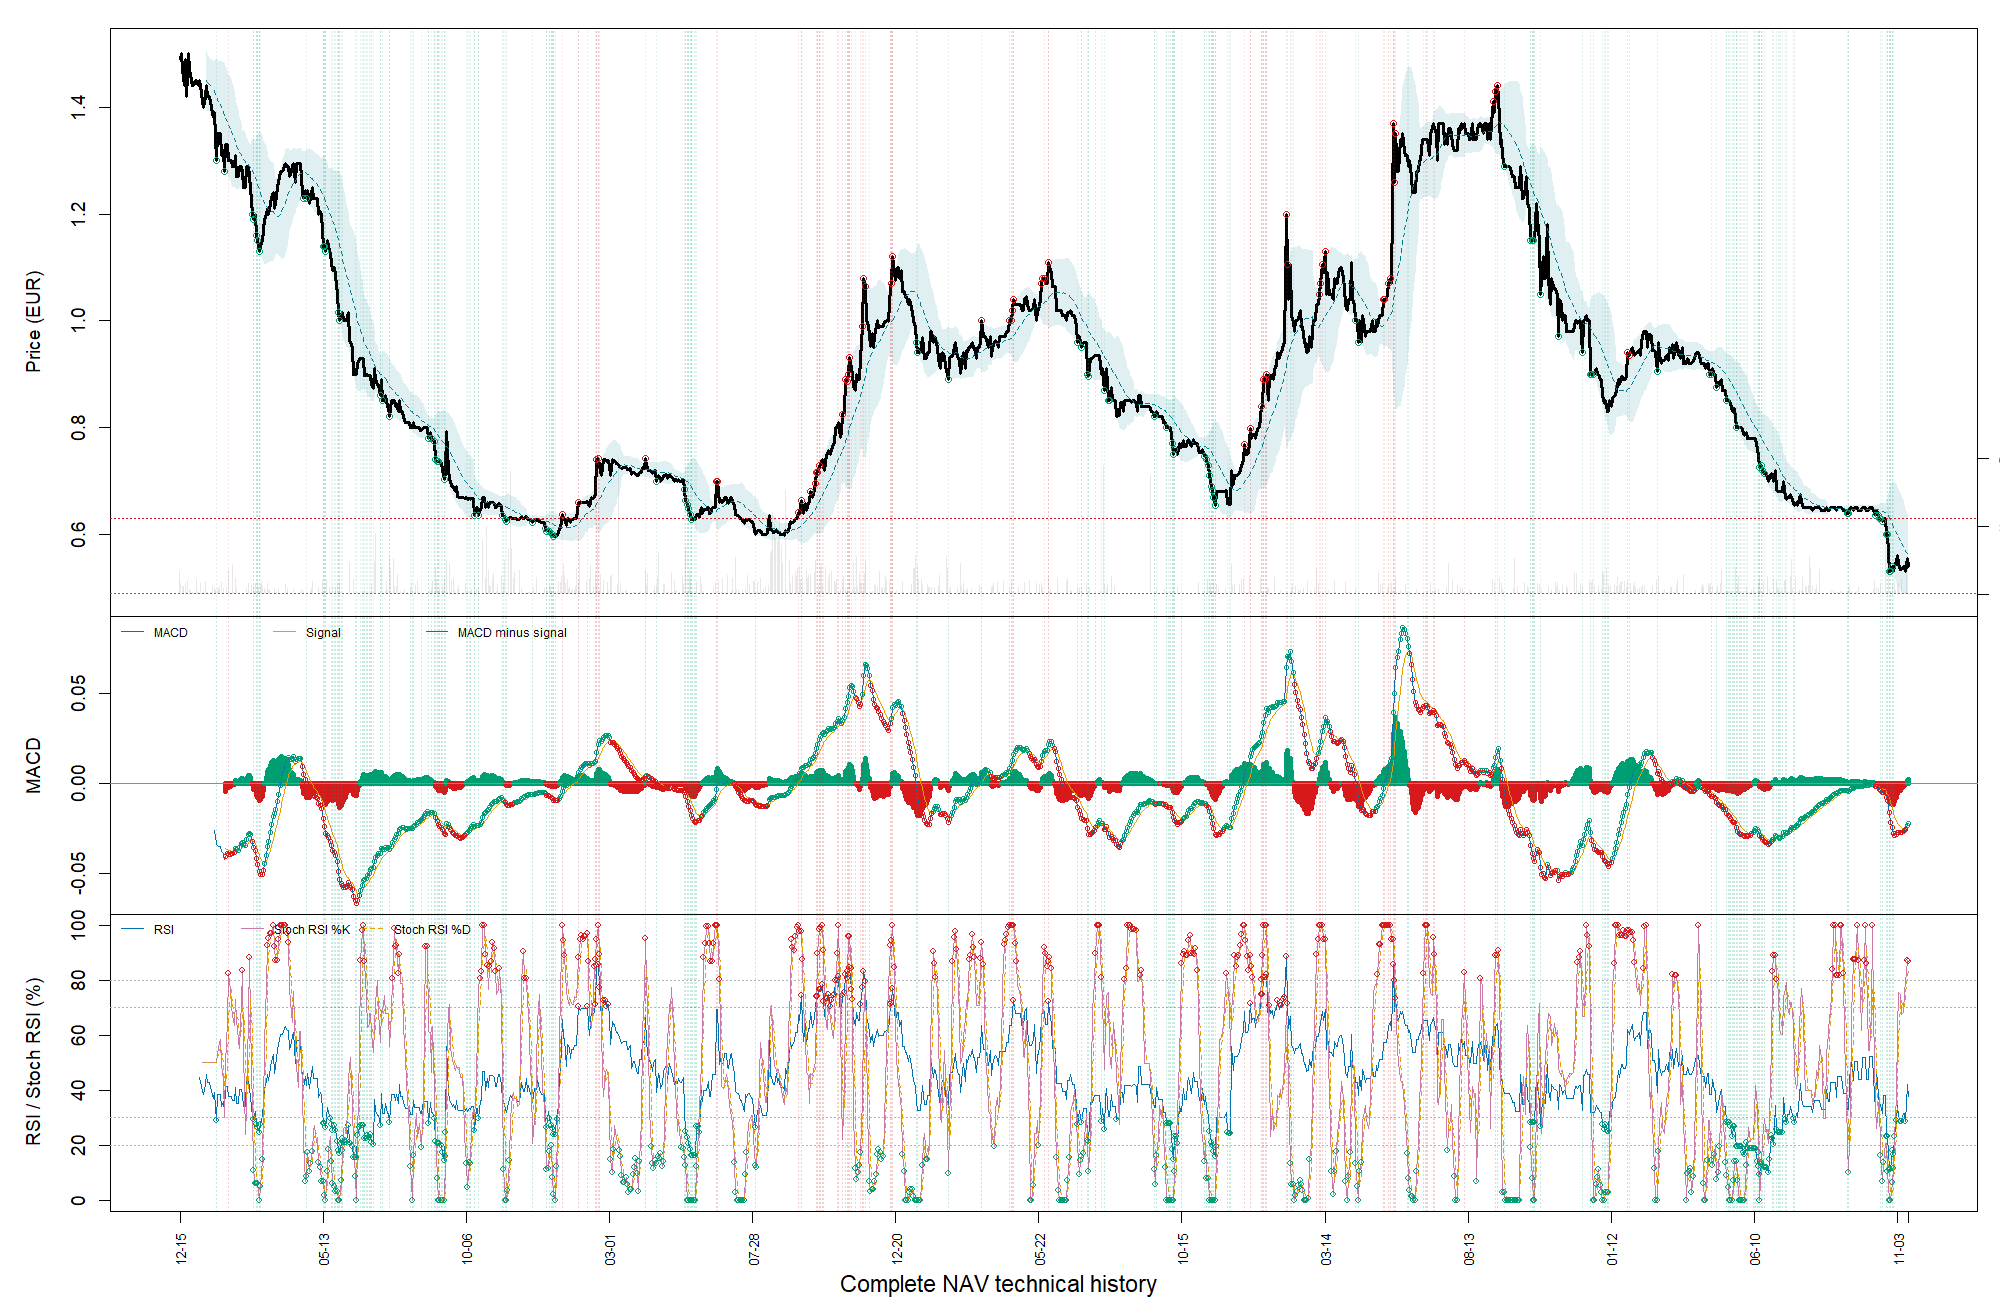 Price (EUR)
1.4
1.2
1.0
0.8
0.6
MACD
Signal
MACD minus signal
MACD
0.05
0.00
-0.05
RSI
Stoch RSI %K
Stoch RSI %D
RSI / Stoch RSI (%)
100
80
60
40
20
0
12-15
05-13
10-06
03-01
07-28
12-20
05-22
10-15
03-14
08-13
01-12
06-10
11-03
Complete NAV technical history